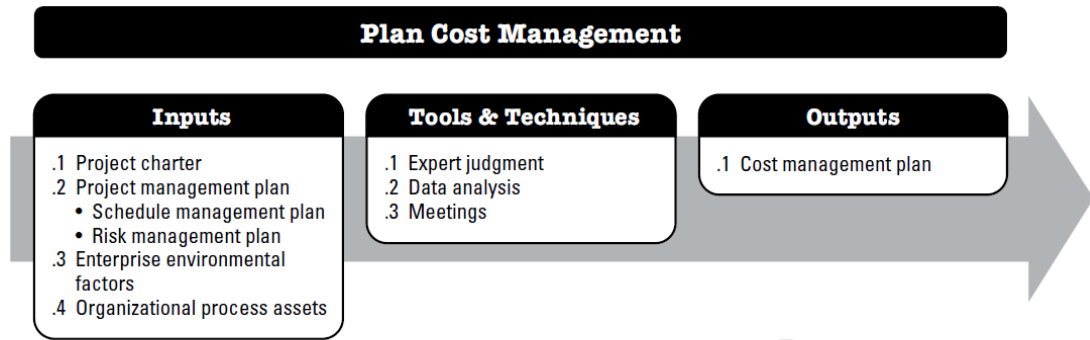 Plan Cost Management
Inputs
.1 Project charter
.2 Project management plan
• Schedule management plan
• Risk management plan
.3 Enterprise environmental
factors
.4 Organizational process assets
Tools & Techniques
.1 Expert judgment
.2 Data analysis
.3 Meetings
Outputs
.1 Cost management plan